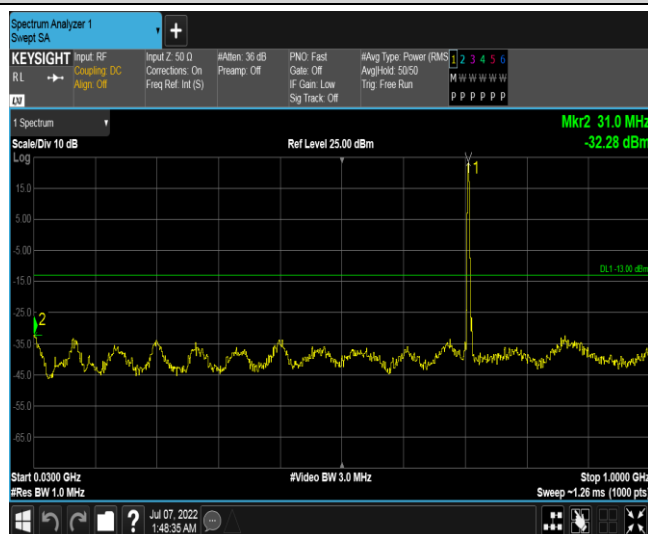 Spectrum Analyzer 1
Swept SA
+
KEYSIGHT
RL
LXI
Input: RF
Coupling: DC
Align: Off
Input Z: 50 Ω
Corrections: On
Freq Ref: Int (S)
#Atten: 36 dB
Preamp: Off
PNO: Fast
Gate: Off
IF Gain: Low
Sig Track: Off
#Avg Type: Power (RMS
Avg|Hold: 50/50
Trig: Free Run
1 2 3 4 5 6
M W W W W W
P P P P P P
1 Spectrum
Mkr2 31.0 MHz
Scale/Div 10 dB
Ref Level 25.00 dBm
-32.28 dBm
Log
1
15.0
5.00
-5.00
DL1 -13.00 dBm
-15.0
-25.0
2
-35.0
-45.0
-55.0
-65.0
Start 0.0300 GHz
#Video BW 3.0 MHz
Stop 1.0000 GHz
#Res BW 1.0 MHz
Sweep ~1.26 ms (1000 pts)
?
Jul 07, 2022
1:48:35 AM